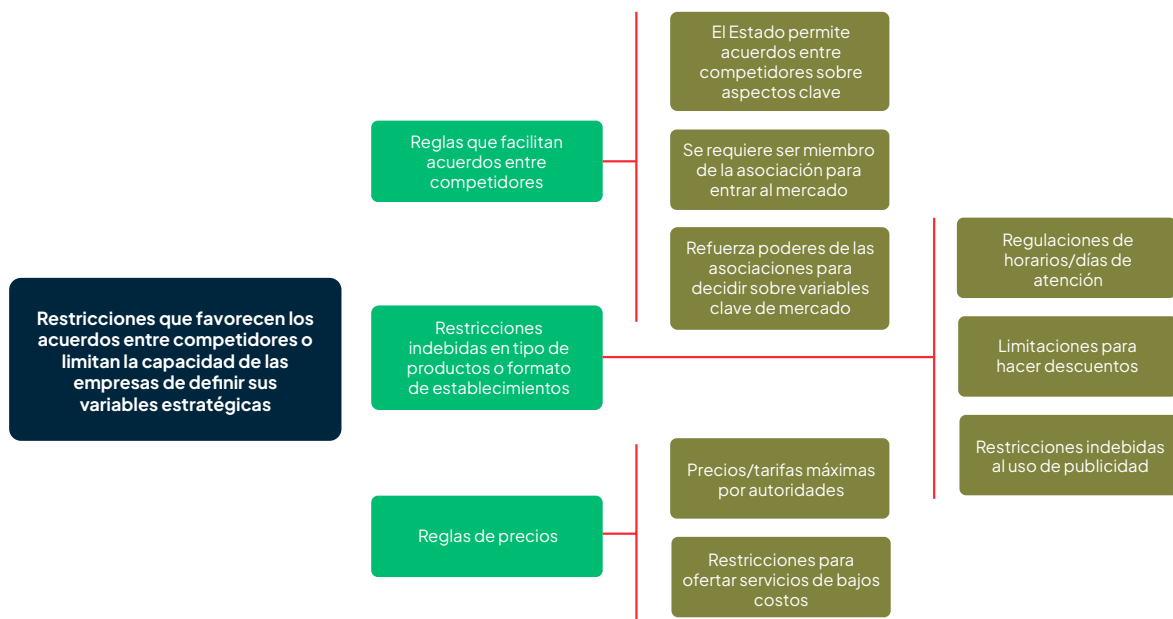 Restricciones que favorecen los
acuerdos entre competidores o
limitan la capacidad de las
empresas de definir sus
variables estratégicas
Reglas que facilitan
acuerdos entre
competidores
El Estado permite
acuerdos entre
competidores sobre
aspectos clave
Se requiere ser miembro
de la asociación para
entrar al mercado
Refuerza poderes de las
asociaciones para
decidir sobre variables
clave de mercado
Restricciones
indebidas en tipo de
productos o formato
de establecimientos
Regulaciones de
horarios/días de
atención
Limitaciones para
hacer descuentos
Restricciones indebidas
al uso de publicidad
Reglas de precios
Precios/tarifas máximas
por autoridades
Restricciones para
ofertar servicios de bajos
costos